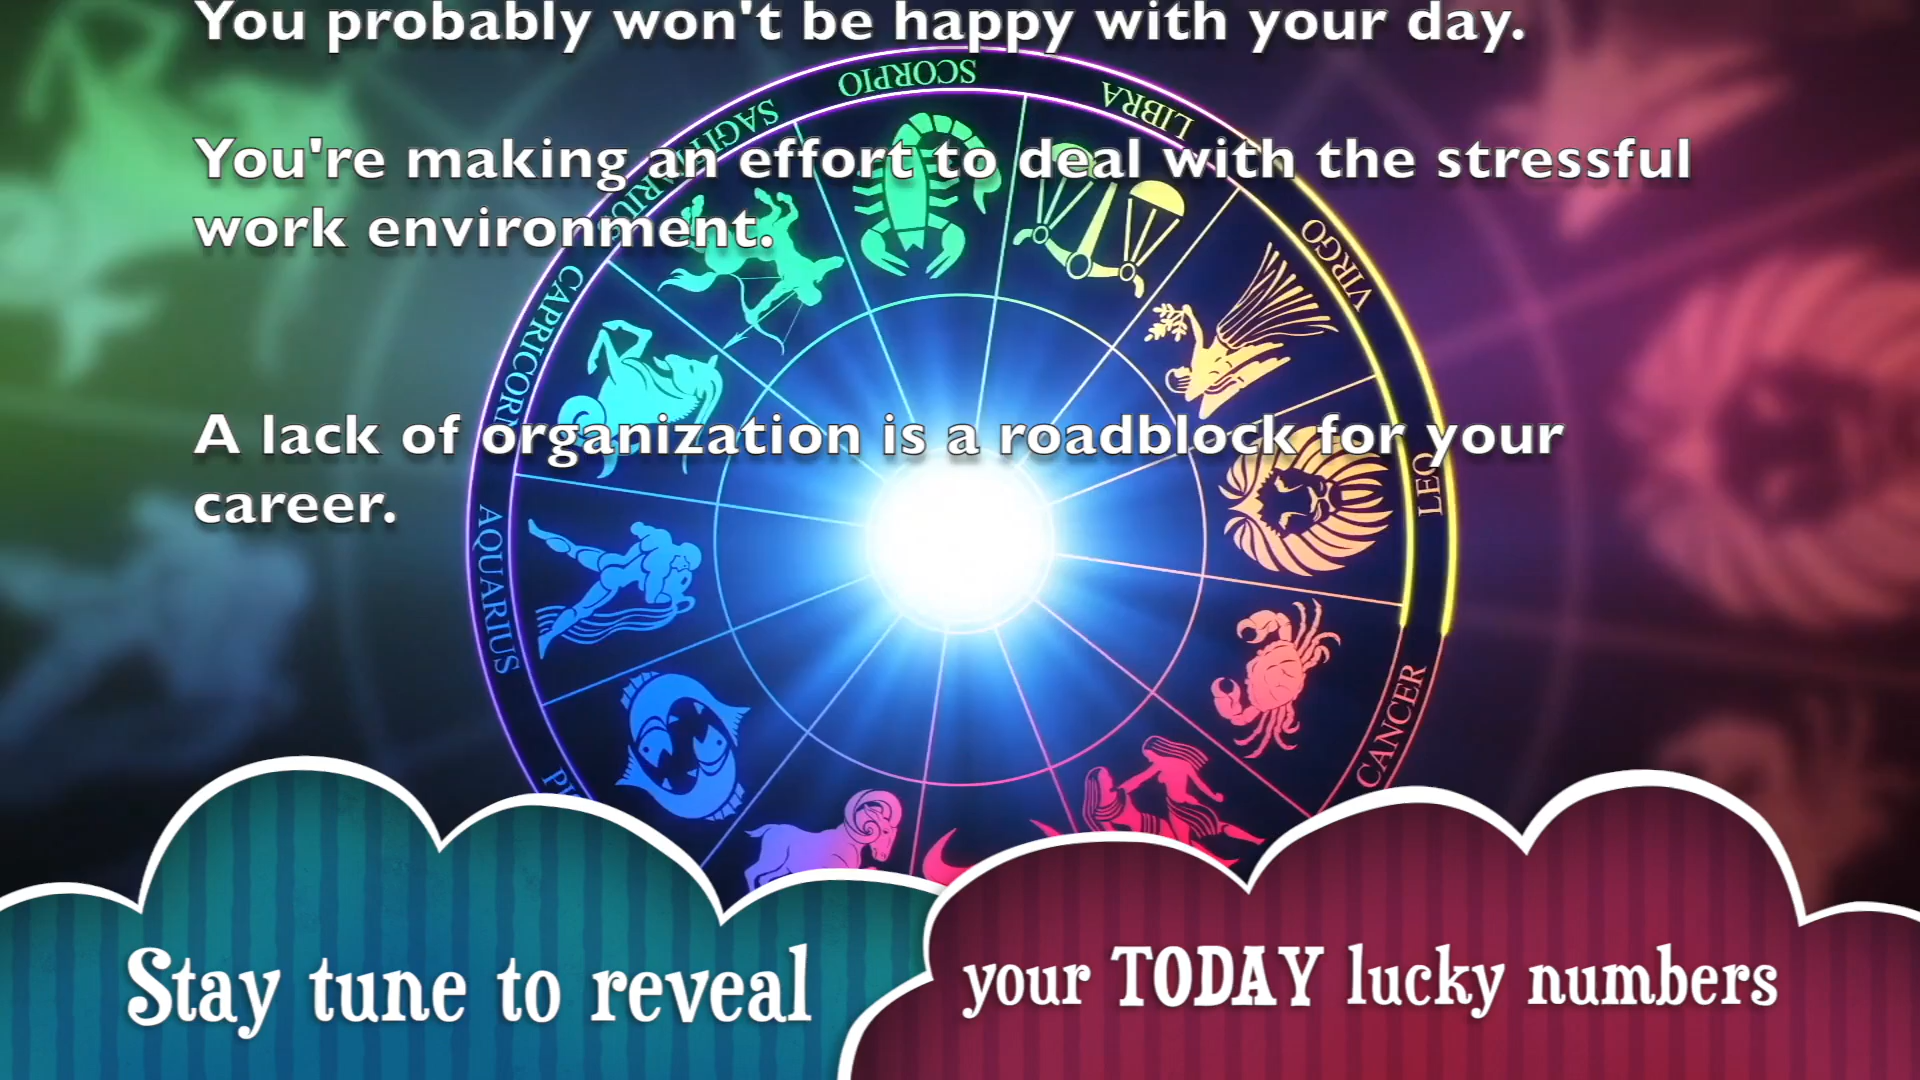 You probably won't be happy with your day.
You're making an effort to deal with the stressful
work environment.
A lack of organization is a roadblock for your
career.
SCORPIO
LIBRA
SAGITTARIUS
VIRGO
CAPRICORN
LEO
AQUARIUS
CANCER
Stay tune to reveal
your TODAY lucky numbers